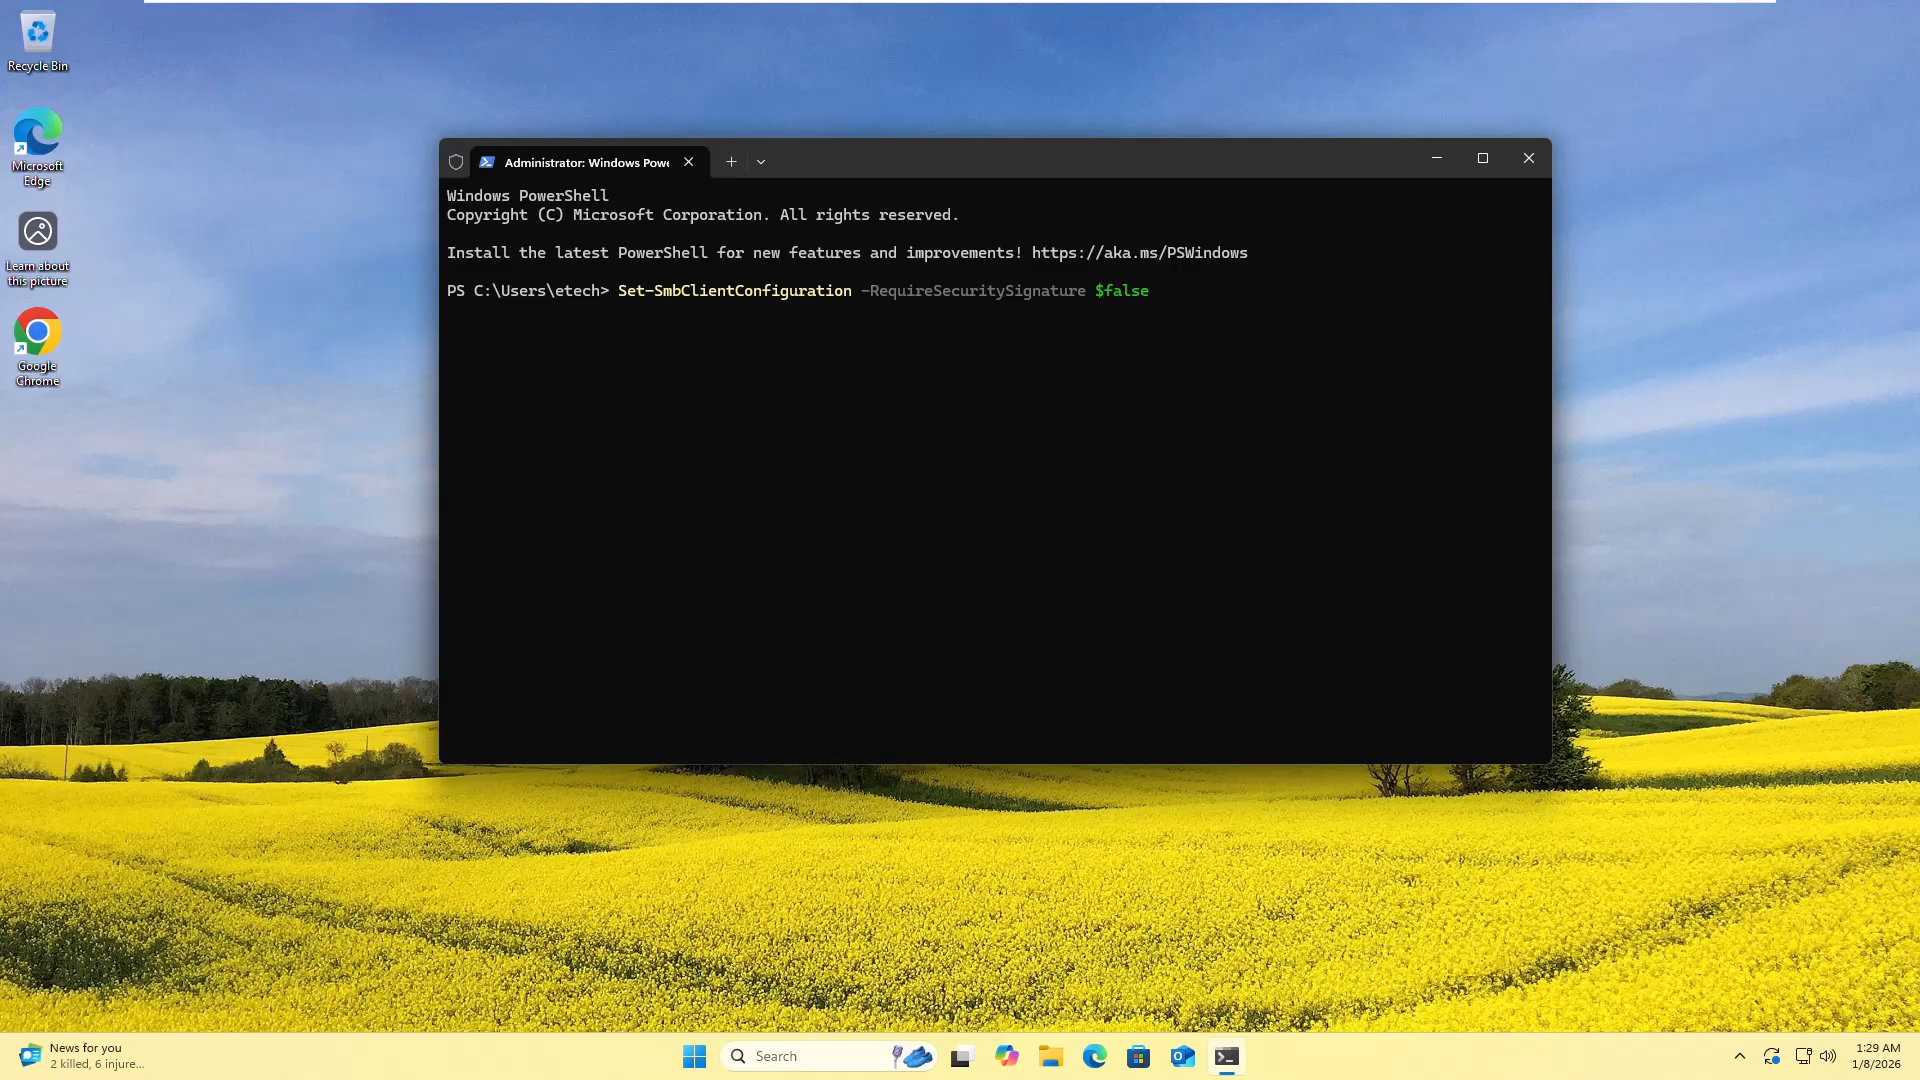 Recycle Bin
Microsoft
Edge
Learn about
this picture
Google
Chrome
Administrator: Windows Powe
Windows PowerShell
Copyright (C) Microsoft Corporation. All rights reserved.
Install the latest PowerShell for new features and improvements! https://aka.ms/PSWindows
PS C:\Users\etech> Set-SmbClientConfiguration -RequireSecuritySignature $false
News for you
2 killed, 6 injure...
Search
1:29 AM
1/8/2026